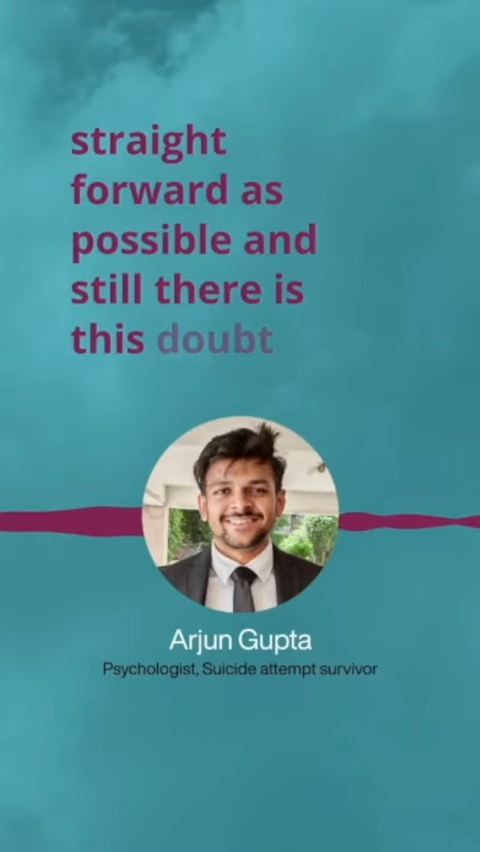 straight
forward as
possible and
still there is
this doubt
Arjun Gupta
Psychologist, Suicide attempt survivor